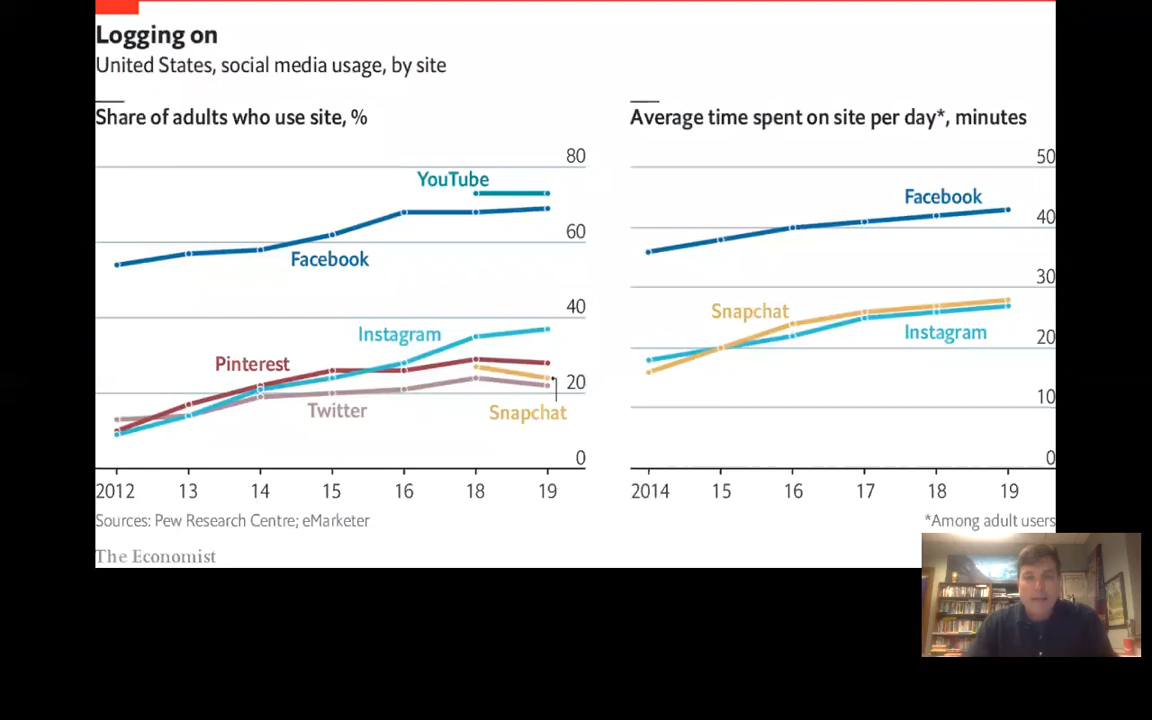 Logging on
United States, social media usage, by site
Share of adults who use site, %
80
YouTube
60
Facebook
40
Instagram
Pinterest
20
Twitter
Snapchat
0
2012 13 14 15 16 18 19
Average time spent on site per day*, minutes
50
Facebook
40
30
Snapchat
Instagram
20
10
0
2014 15 16 17 18 19
Sources: Pew Research Centre; eMarketer
*Among adult users
The Economist